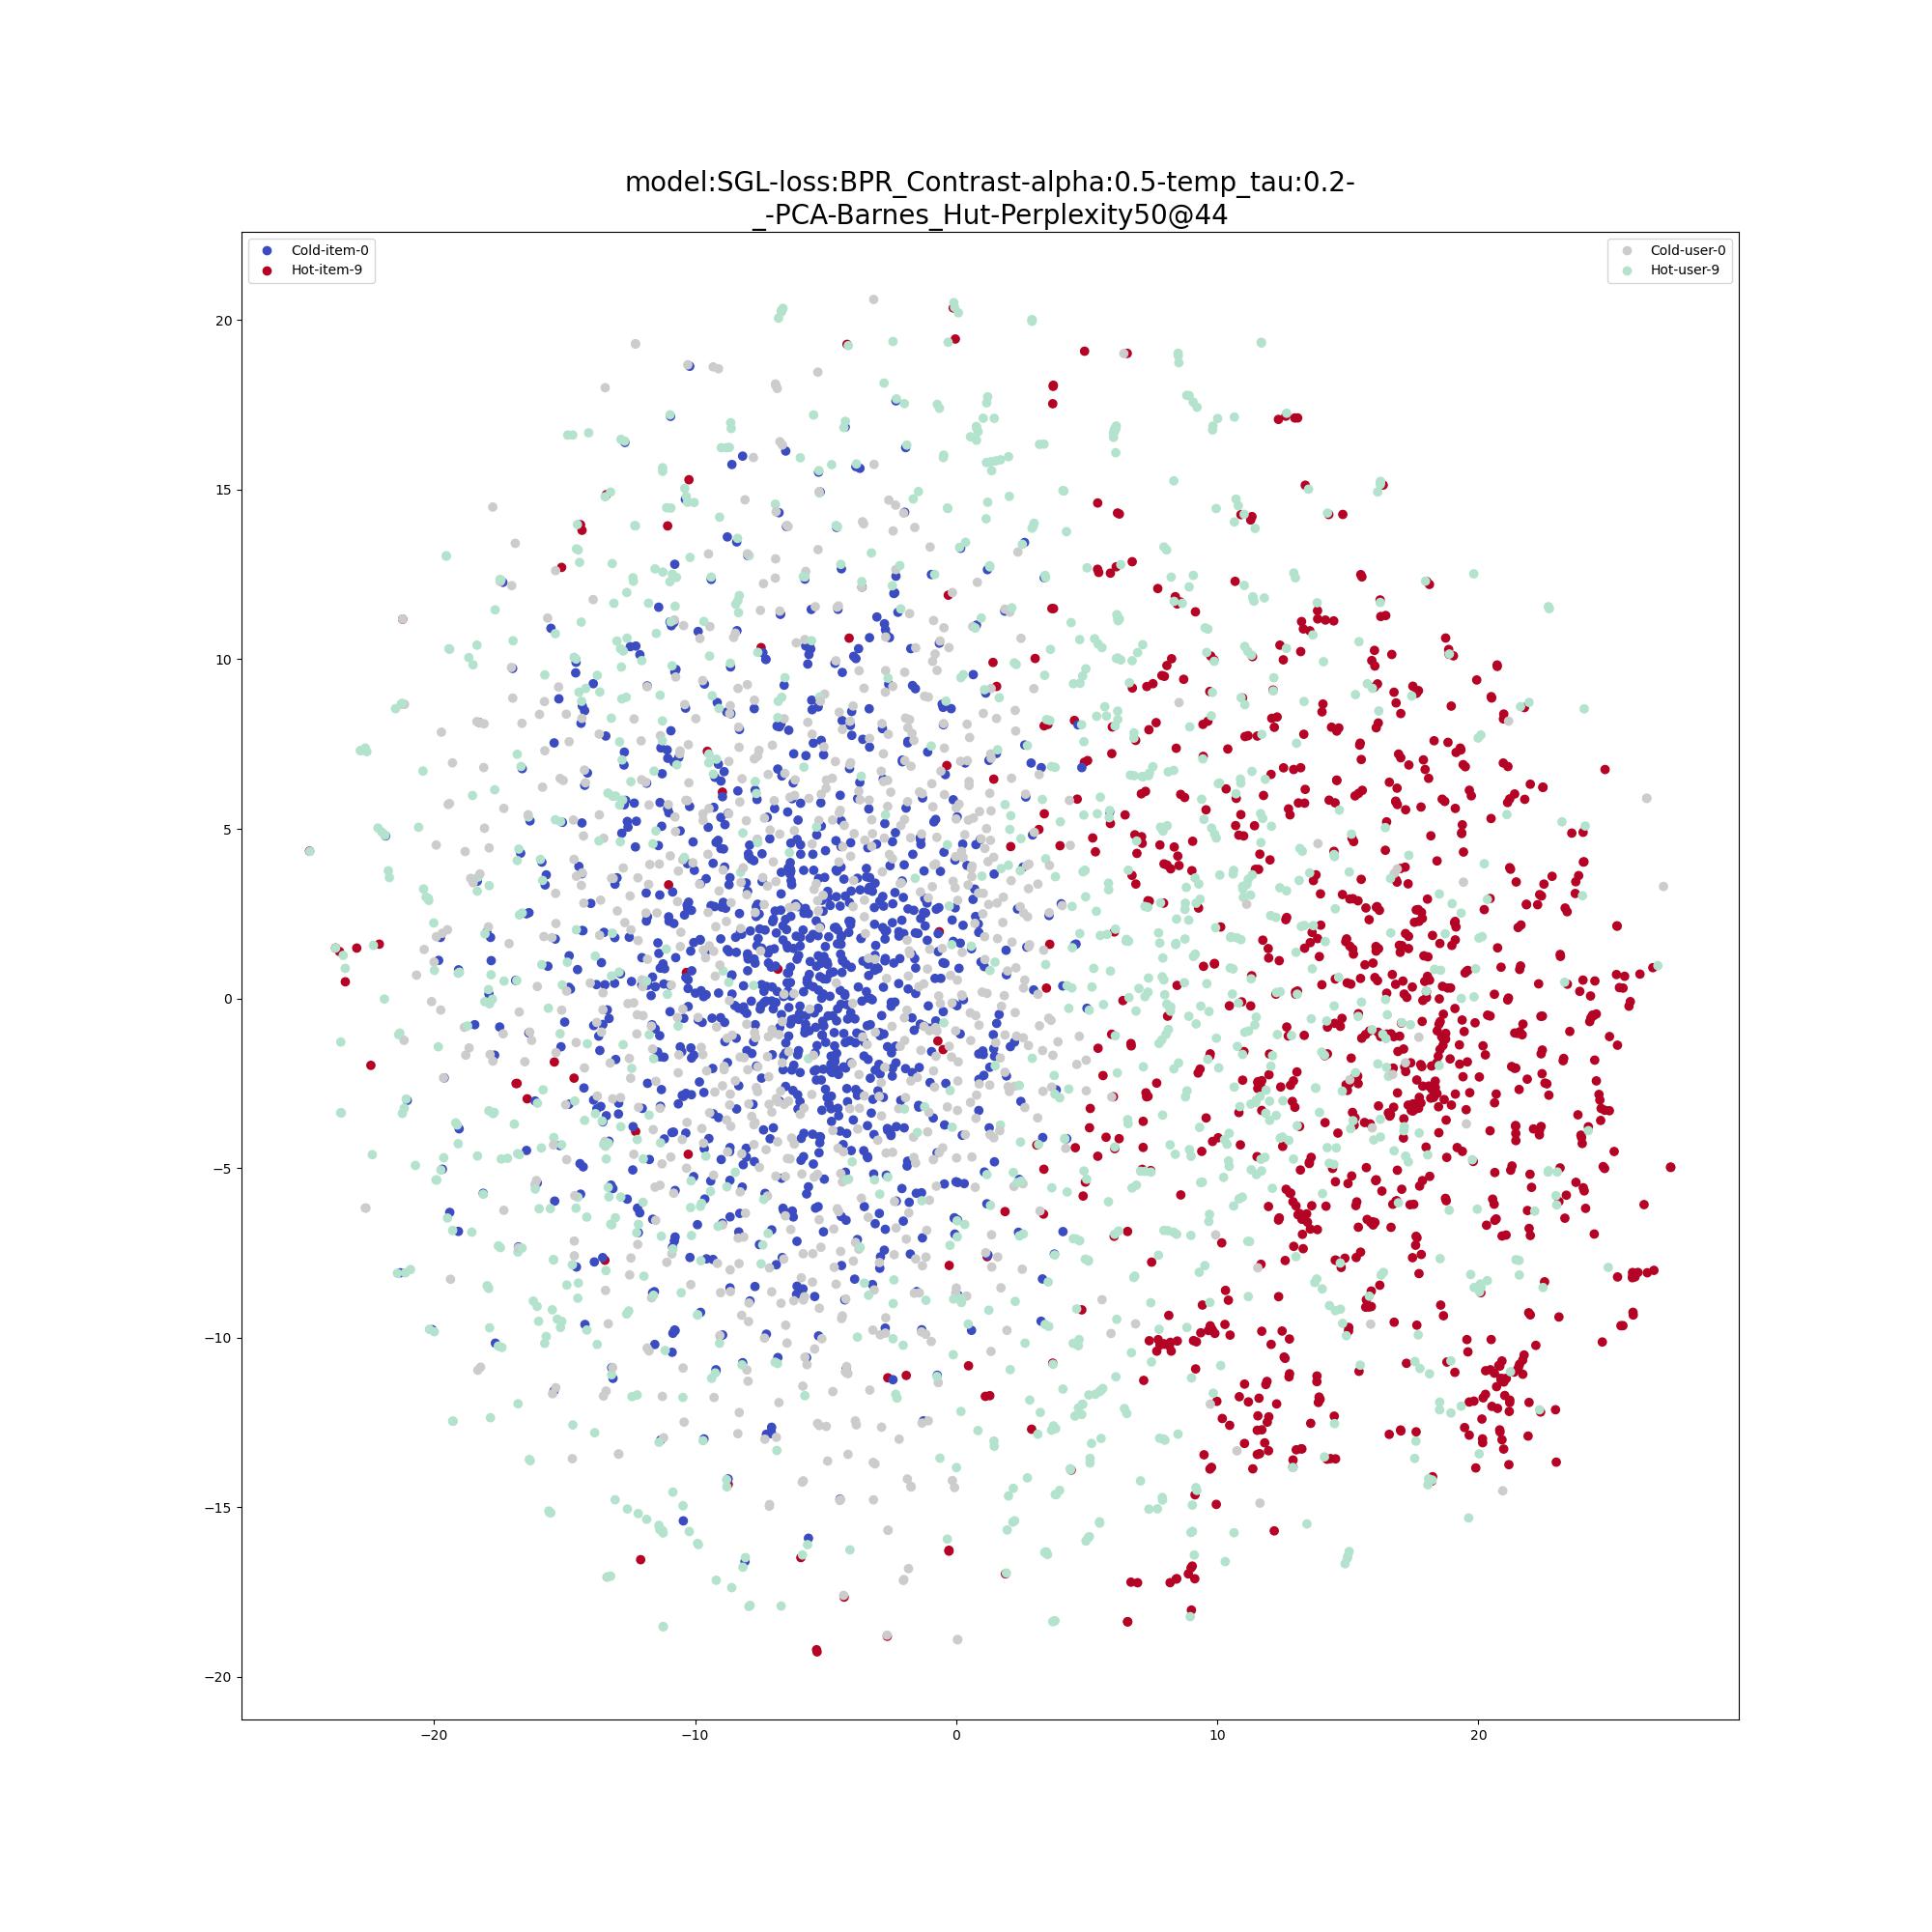 model:SGL-loss:BPR_Contrast-alpha:0.5-temp_tau:0.2-
_-PCA-Barnes_Hut-Perplexity50@44
Cold-item-0
Hot-item-9
Cold-user-0
Hot-user-9
20
15
10
5
0
−5
−10
−15
−20
−20
−10
0
10
20